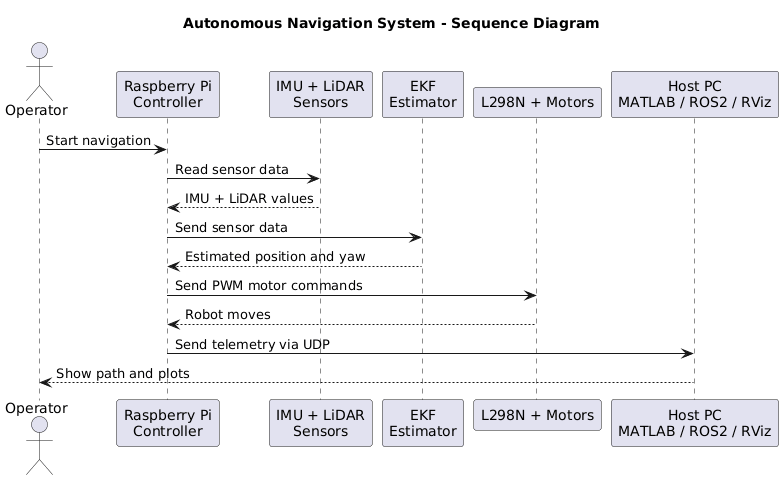 Autonomous Navigation System - Sequence Diagram
Operator
Raspberry Pi
Controller
IMU + LiDAR
Sensors
EKF
Estimator
L298N + Motors
Host PC
MATLAB / ROS2 / RViz
Start navigation
Read sensor data
IMU + LiDAR values
Send sensor data
Estimated position and yaw
Send PWM motor commands
Robot moves
Send telemetry via UDP
Show path and plots
Operator
Raspberry Pi
Controller
IMU + LiDAR
Sensors
EKF
Estimator
L298N + Motors
Host PC
MATLAB / ROS2 / RViz